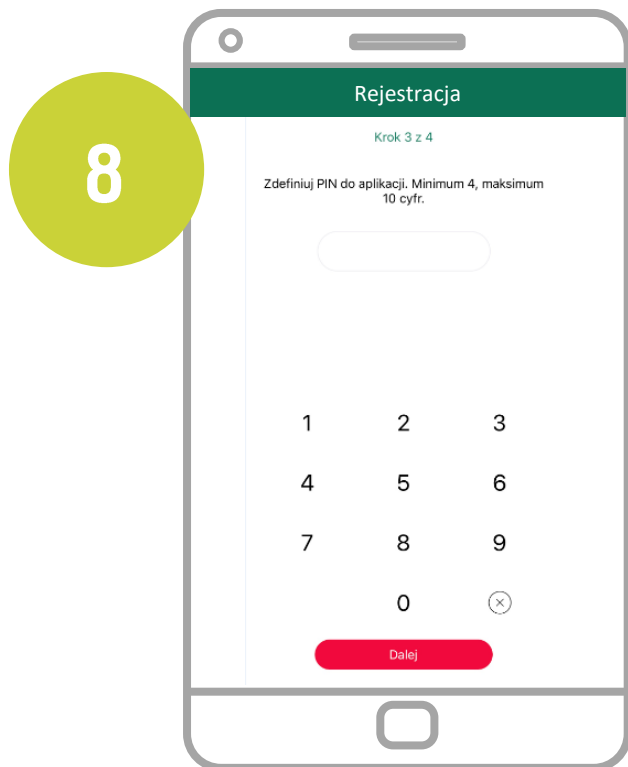 8
Rejestracja
Krok 3 z 4
Zdefiniuj PIN do aplikacji. Minimum 4, maksimum
10 cyfr.
1 2 3
4 5 6
7 8 9
0
Dalej